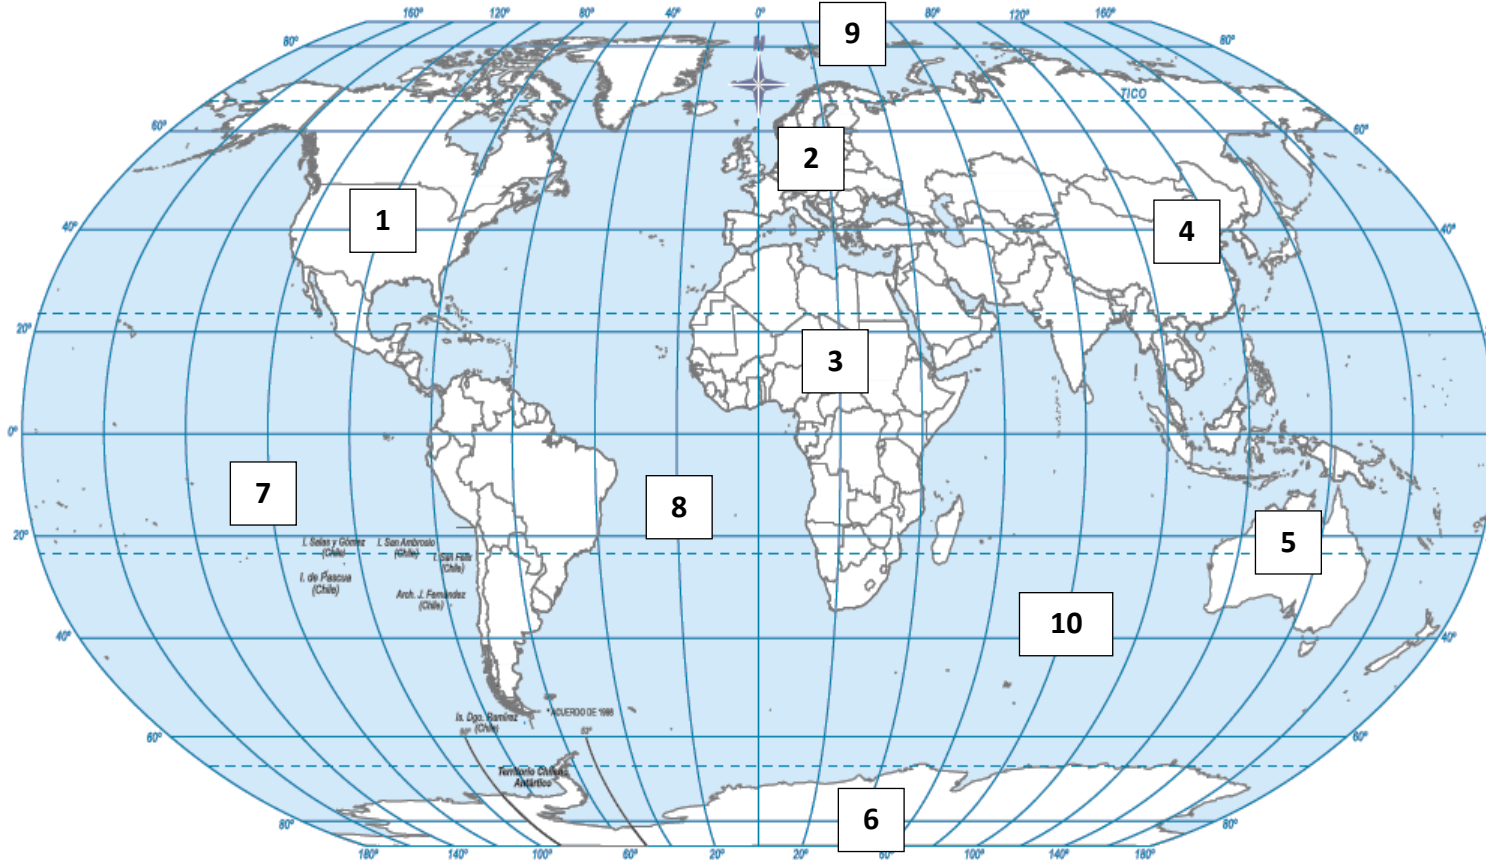 160° 120° 80° 40° 0° 80° 120° 160°
9
80° N 80°
TICO
60° 60°
2
1
40° 4 40°
20°
3
0°
7 8
20° 5
I. Salas y Gómez
(Chile)
I. San Ambrosio
(Chile)
I. San Félix
(Chile)
I. de Pascua
(Chile)
Arch. J. Fernández
(Chile)
10
40° 40°
Is. Dgo. Ramírez
(Chile)
* ACUERDO DE 1998
90° 53°
60° 60°
Territorio Chileno
Antártico
6
80° 80°
180° 140° 100° 60° 20° 20° 60° 100° 140° 180°